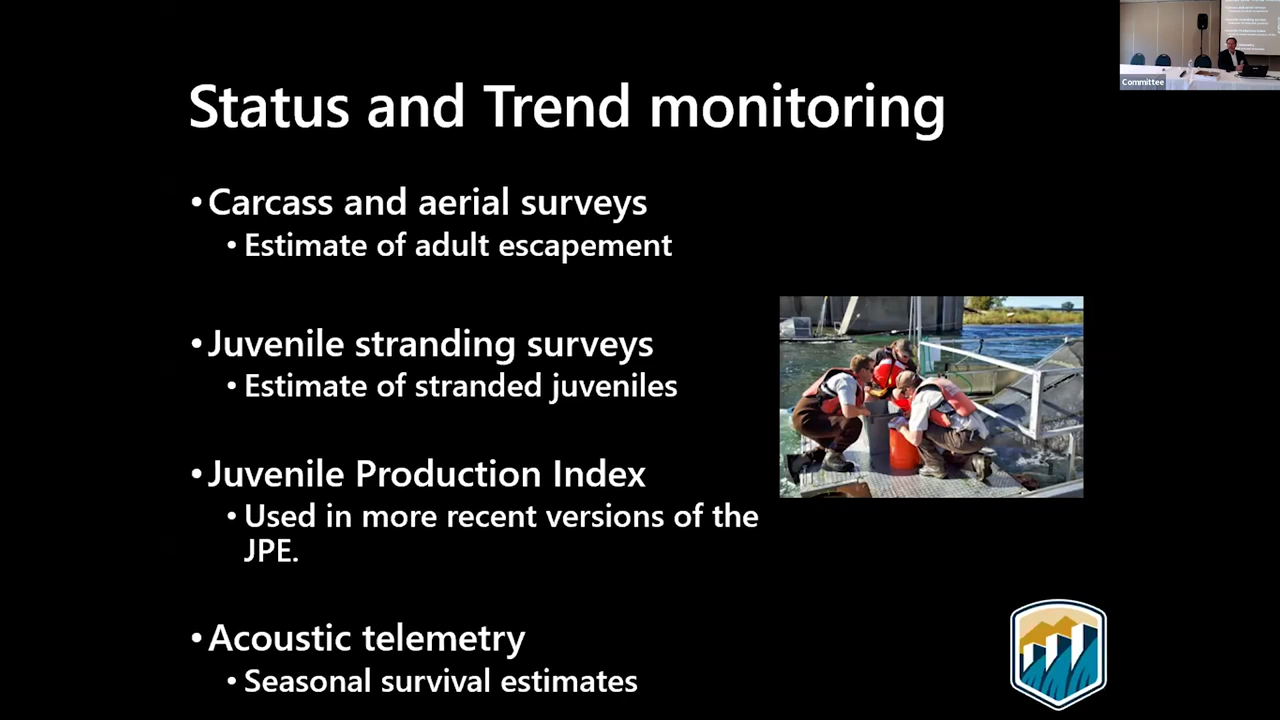 Status and Trend monitoring
•Carcass and aerial surveys
• Estimate of adult escapement
•Juvenile stranding surveys
• Estimate of stranded juveniles
•Juvenile Production Index
• Used in more recent versions of the
JPE.
•Acoustic telemetry
• Seasonal survival estimates
Committee